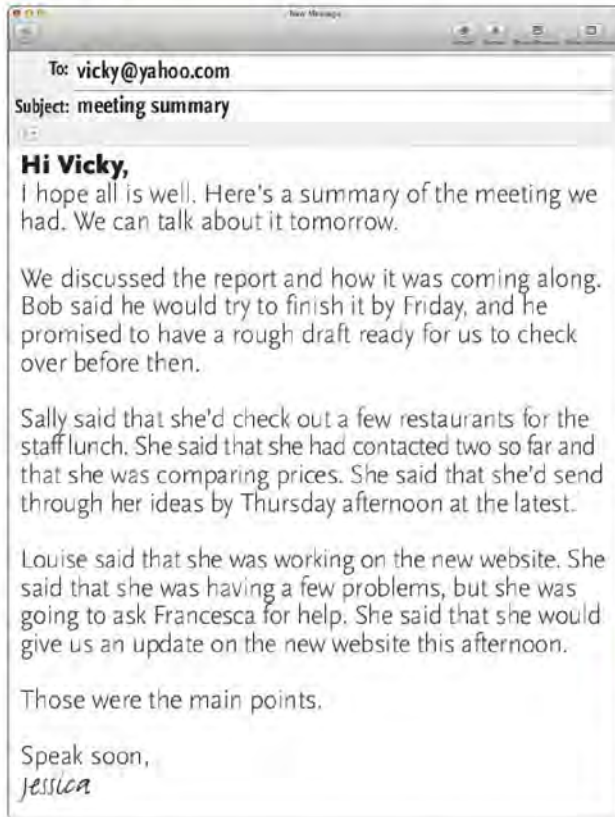 New Message
To: vicky@yahoo.com
Subject: meeting summary
Hi Vicky,
I hope all is well. Here's a summary of the meeting we
had. We can talk about it tomorrow.
We discussed the report and how it was coming along.
Bob said he would try to finish it by Friday, and he
promised to have a rough draft ready for us to check
over before then.
Sally said that she'd check out a few restaurants for the
staff lunch. She said that she had contacted two so far and
that she was comparing prices. She said that she'd send
through her ideas by Thursday afternoon at the latest.
Louise said that she was working on the new website. She
said that she was having a few problems, but she was
going to ask Francesca for help. She said that she would
give us an update on the new website this afternoon.
Those were the main points.
Speak soon,
Jessica